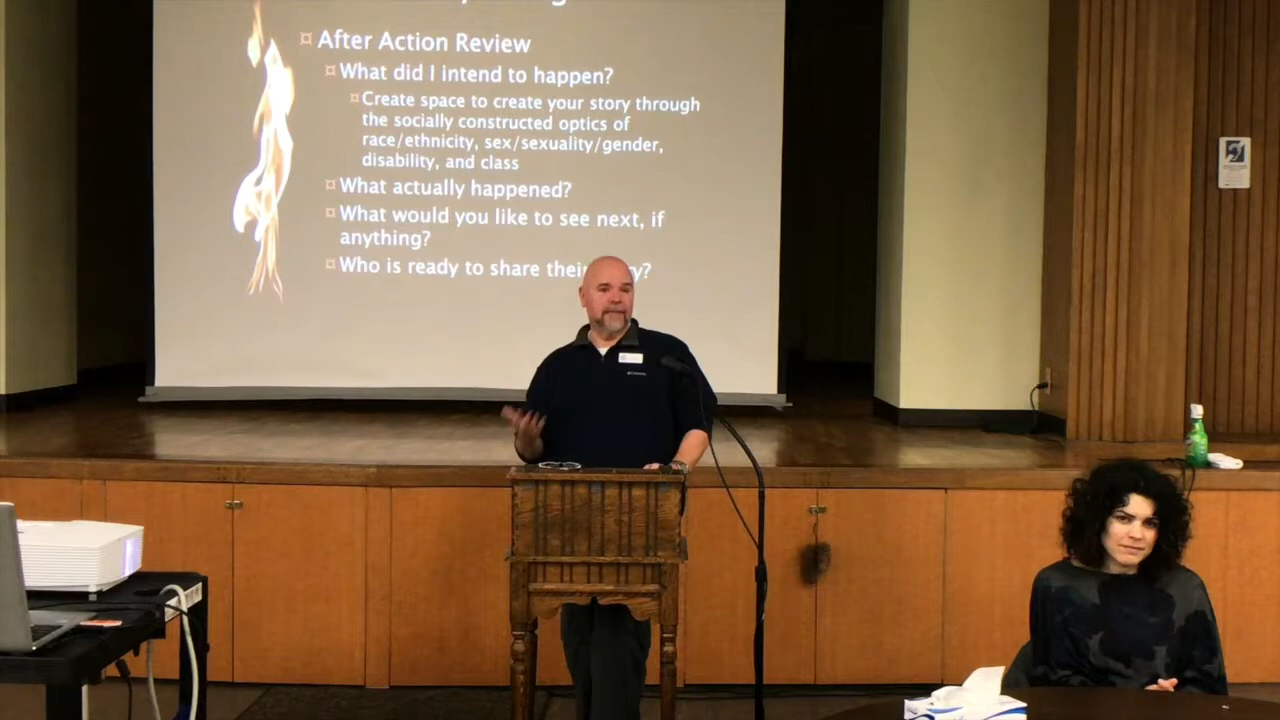 After Action Review
What did I intend to happen?
Create space to create your story through
the socially constructed optics of
race/ethnicity, sex/sexuality/gender,
disability, and class
What actually happened?
What would you like to see next, if
anything?
Who is ready to share